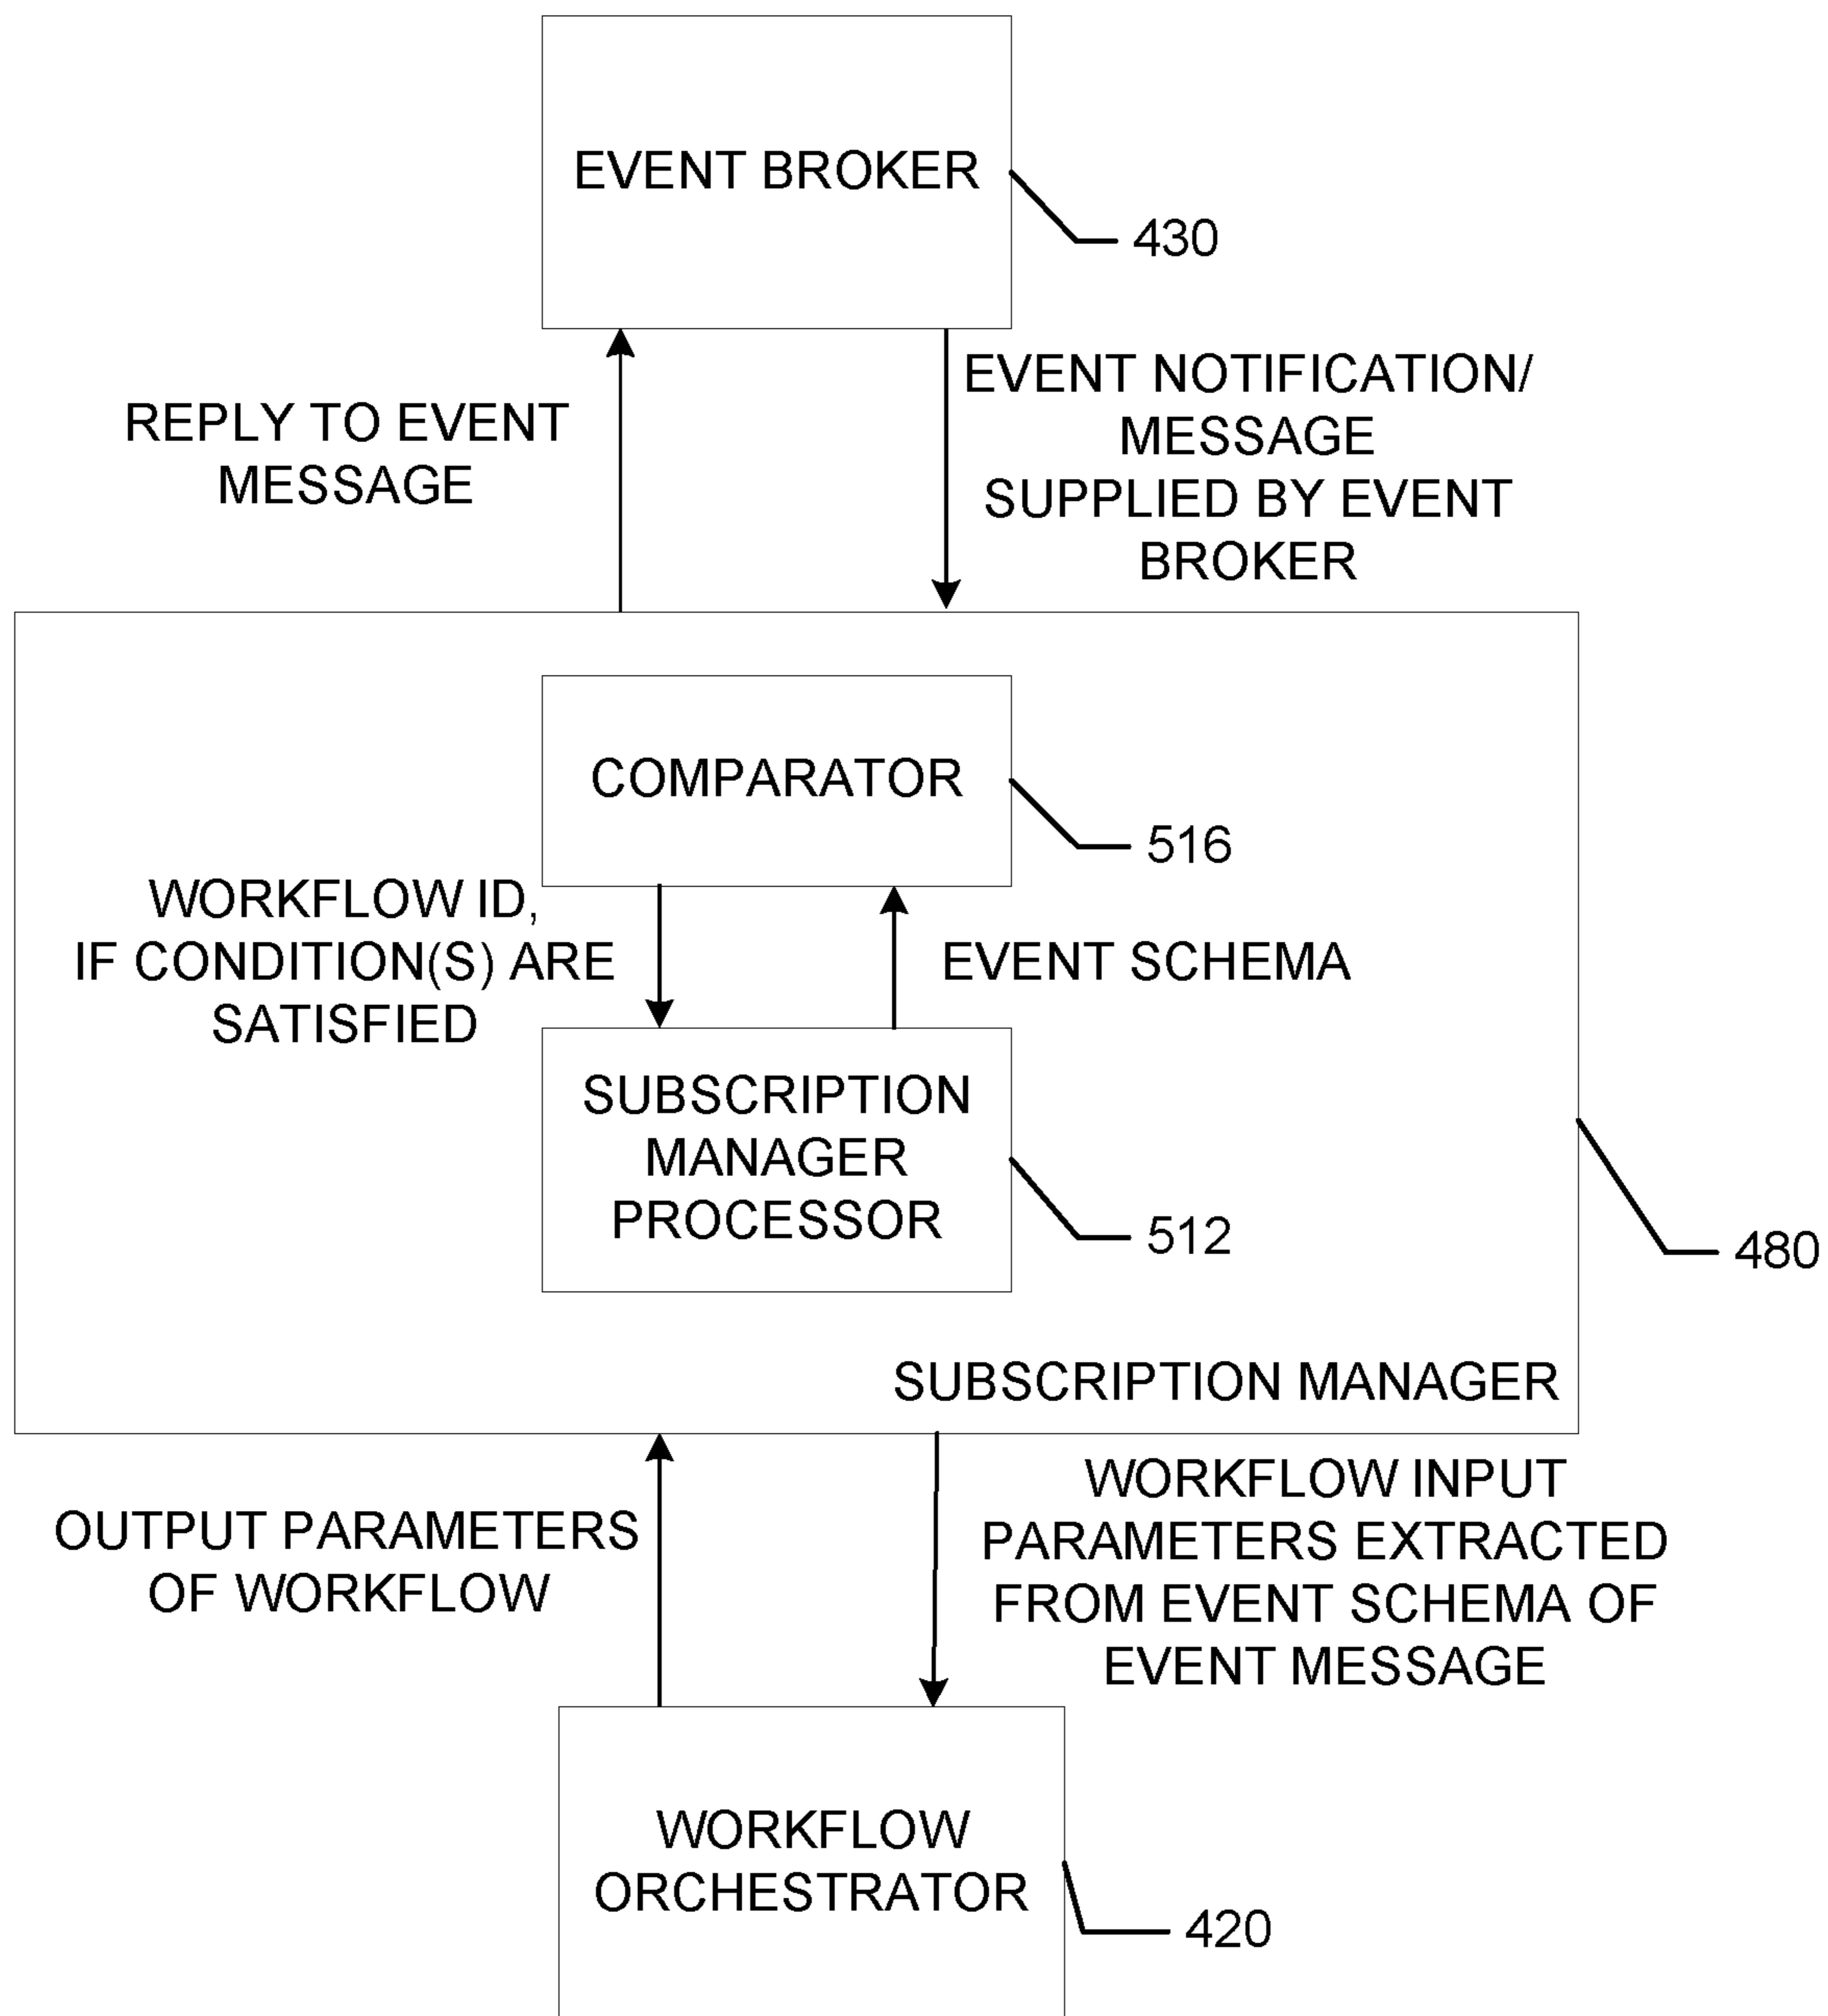 EVENT BROKER
430
REPLY TO EVENT
MESSAGE
EVENT NOTIFICATION/
MESSAGE
SUPPLIED BY EVENT
BROKER
COMPARATOR
516
WORKFLOW ID,
IF CONDITION(S) ARE
SATISFIED
EVENT SCHEMA
SUBSCRIPTION
MANAGER
PROCESSOR
512
480
SUBSCRIPTION MANAGER
OUTPUT PARAMETERS
OF WORKFLOW
WORKFLOW INPUT
PARAMETERS EXTRACTED
FROM EVENT SCHEMA OF
EVENT MESSAGE
WORKFLOW
ORCHESTRATOR
420